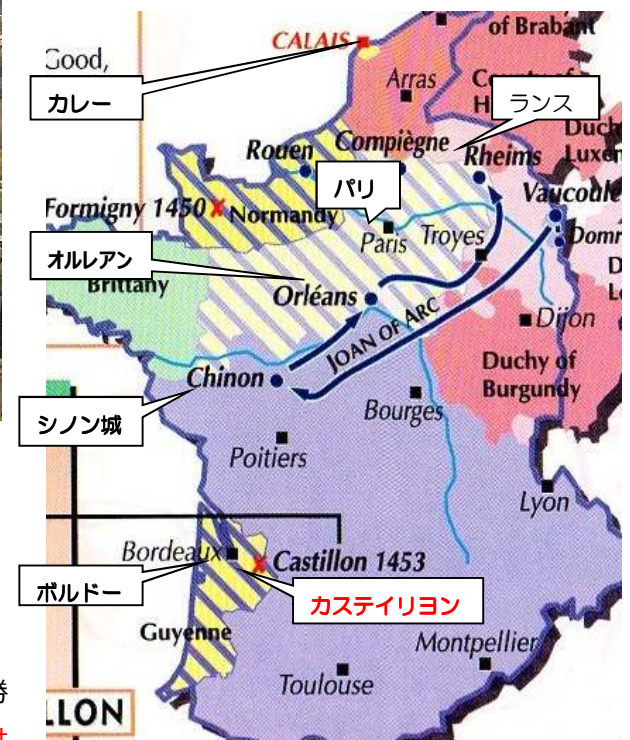 of Brabant
CALAIS
Good,
カレー
Arras
County of
ランス
Compiègne
Rouen
Rheims
パリ
Formigny 1450
Normandy
Paris
Troyes
オルレアン
Brittany
Orléans
JOAN OF ARC
Dijon
Chinon
Duchy of
Burgundy
シノン城
Bourges
Poitiers
Lyon
Bordeaux
Castillon 1453
ボルドー
カステイリヨン
Guyenne
Montpellier
Toulouse
LLON